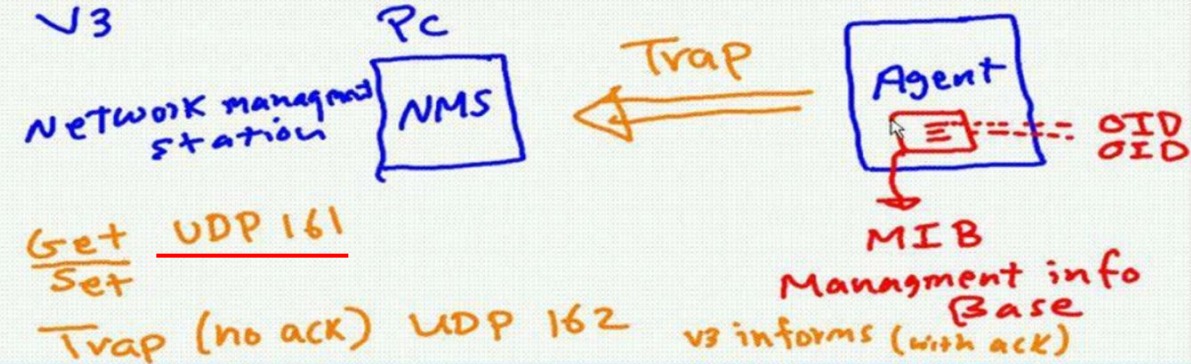 V3
PC
Network managment
station
NMS
Trap
Agent
OID
OID
MIB
Managment info
Base
Get UDP 161
Set
Trap (no ack) UDP 162
v3 informs (with ack)